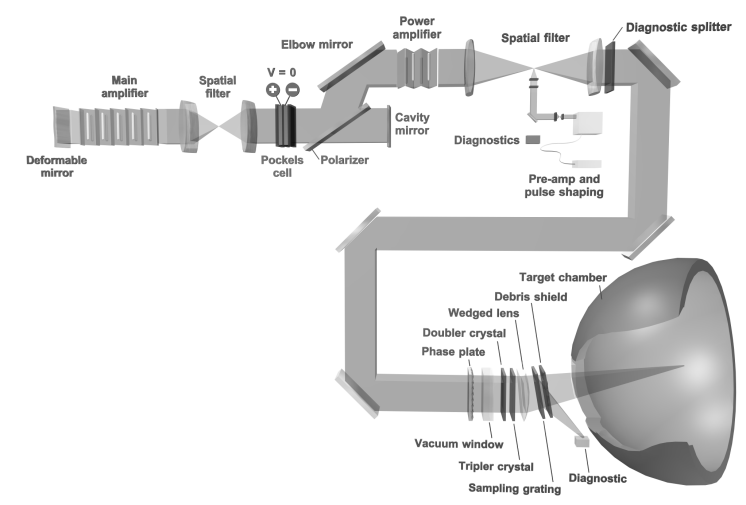 Power
amplifier
Spatial filter
Diagnostic splitter
Elbow mirror
V = 0
Main
amplifier
Spatial
filter
Cavity
mirror
Diagnostics
Deformable
mirror
Pockels
cell
Polarizer
Pre-amp and
pulse shaping
Target chamber
Debris shield
Wedged lens
Doubler crystal
Phase plate
Vacuum window
Tripler crystal
Sampling grating
Diagnostic